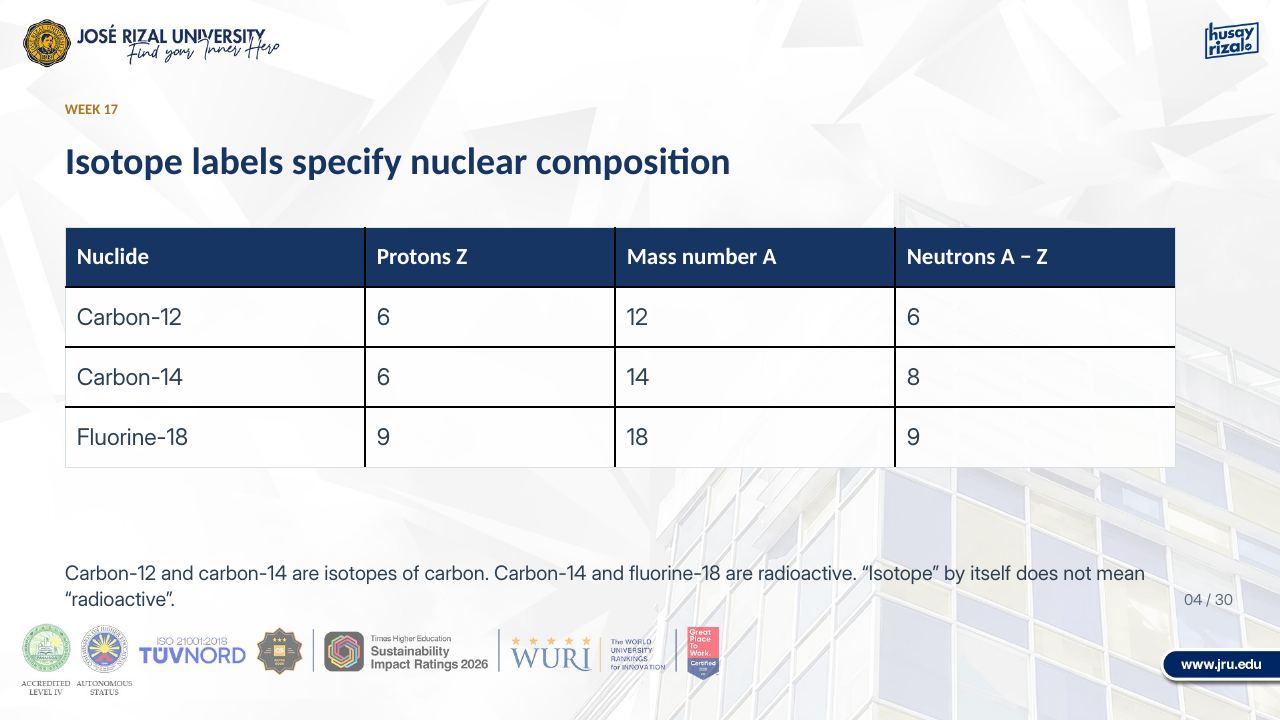 JOSÉ RIZAL UNIVERSITY
Find your Inner Hero
husay
rizal
WEEK 17
Isotope labels specify nuclear composition
Nuclide Protons Z Mass number A Neutrons A − Z
Carbon-12 6 12 6
Carbon-14 6 14 8
Fluorine-18 9 18 9
Carbon-12 and carbon-14 are isotopes of carbon. Carbon-14 and fluorine-18 are radioactive. “Isotope” by itself does not mean
“radioactive”.
04 / 30
ACCREDITED
LEVEL IV
AUTONOMOUS
STATUS
ISO 21001:2018
TÜVNORD
Times Higher Education
Sustainability
Impact Ratings 2026
WURI
The WORLD
UNIVERSITY
RANKINGS
for INNOVATION
Great
Place
To
Work.
Certified
www.jru.edu